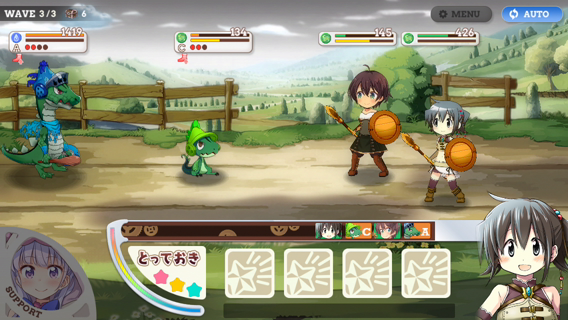 WAVE 3/3 6
MENU
AUTO
1419
A
134
C
145
426
C
A
とっておき
SUPPORT